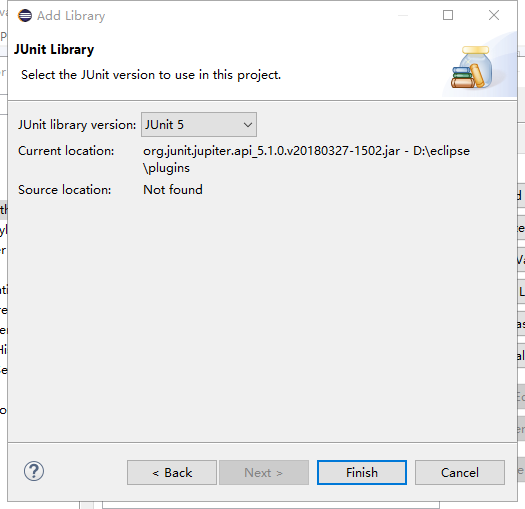 Add Library
JUnit Library
Select the JUnit version to use in this project.
JUnit library version: JUnit 5
Current location: org.junit.jupiter.api_5.1.0.v20180327-1502.jar - D:\eclipse
\plugins
Source location: Not found
?
< Back Next > Finish Cancel